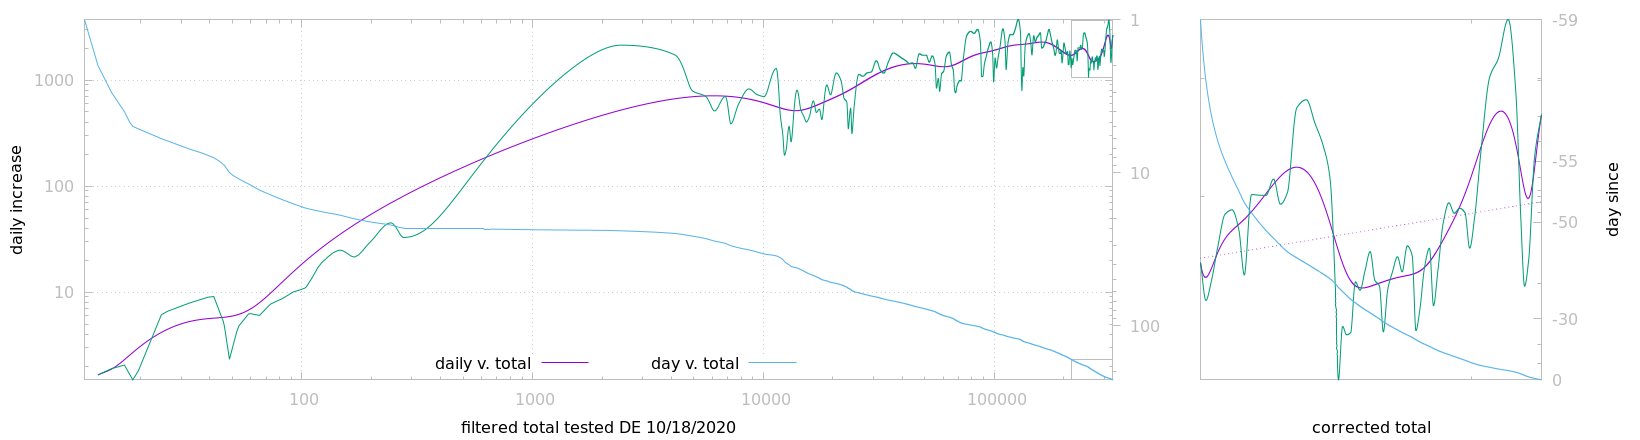 daily increase
1000
100
10
daily v. total
day v. total
100
1000
10000
100000
filtered total tested DE 10/18/2020
1
10
100
-59
-55
-50
-30
0
day since
corrected total